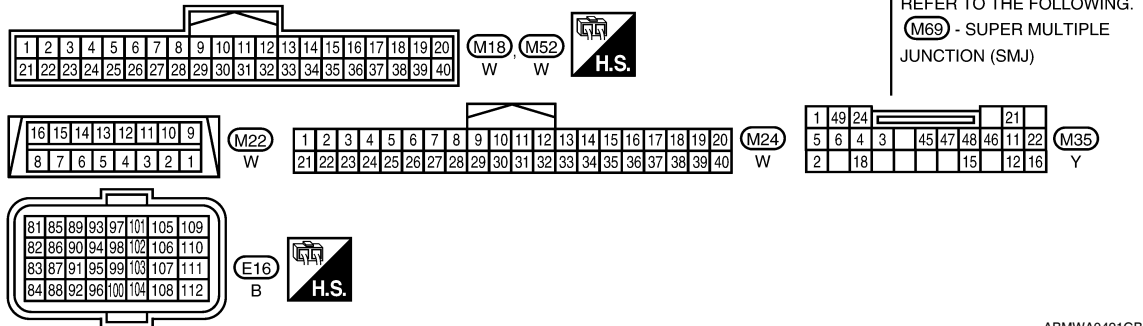 REFER TO THE FOLLOWING.
M69 - SUPER MULTIPLE
JUNCTION (SMJ)
1 2 3 4 5 6 7 8 9 10 11 12 13 14 15 16 17 18 19 20
21 22 23 24 25 26 27 28 29 30 31 32 33 34 35 36 37 38 39 40
M18, M52
W W
H.S.
16 15 14 13 12 11 10 9
8 7 6 5 4 3 2 1
M22
W
1 2 3 4 5 6 7 8 9 10 11 12 13 14 15 16 17 18 19 20
21 22 23 24 25 26 27 28 29 30 31 32 33 34 35 36 37 38 39 40
M24
W
1 49 24 21
5 6 4 3 45 47 48 46 11 22
2 18 15 12 16
M35
Y
81 85 89 93 97 101 105 109
82 86 90 94 98 102 106 110
83 87 91 95 99 103 107 111
84 88 92 96 100 104 108 112
E16
B
H.S.